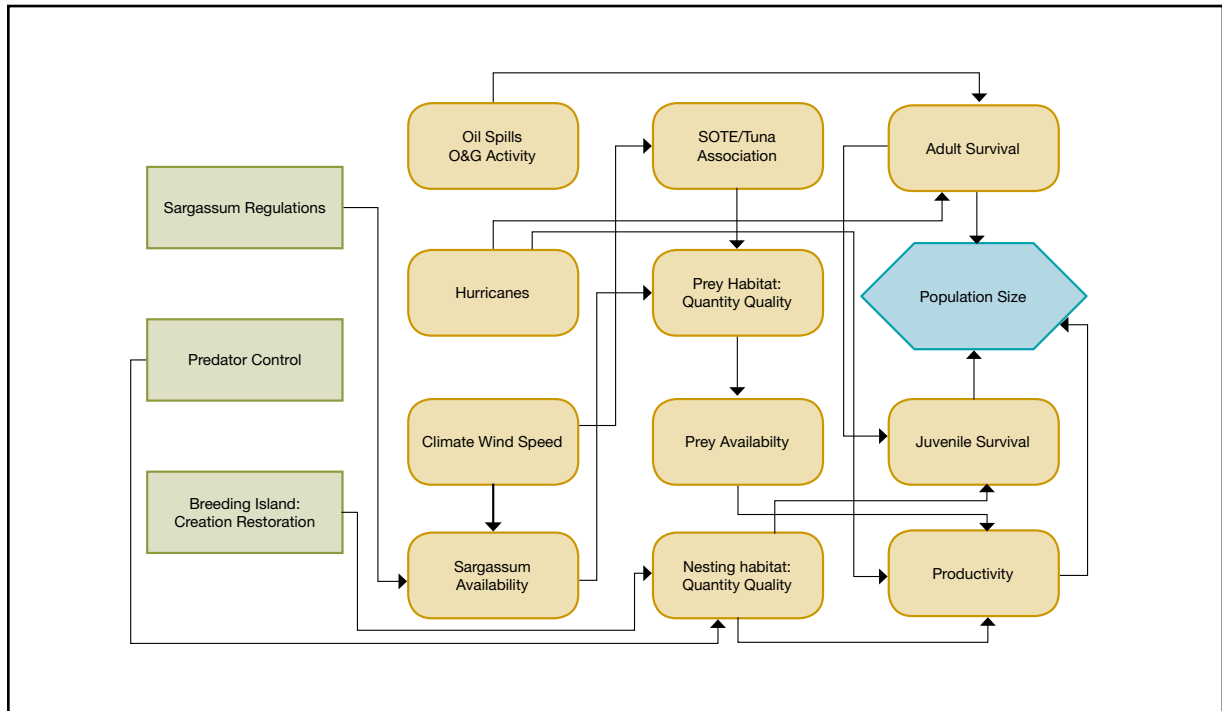 Oil Spills
O&G Activity
SOTE/Tuna
Association
Adult Survival
Sargassum Regulations
Hurricanes
Prey Habitat:
Quantity Quality
Population Size
Predator Control
Climate Wind Speed
Prey Availabilty
Juvenile Survival
Breeding Island:
Creation Restoration
Sargassum
Availability
Nesting habitat:
Quantity Quality
Productivity